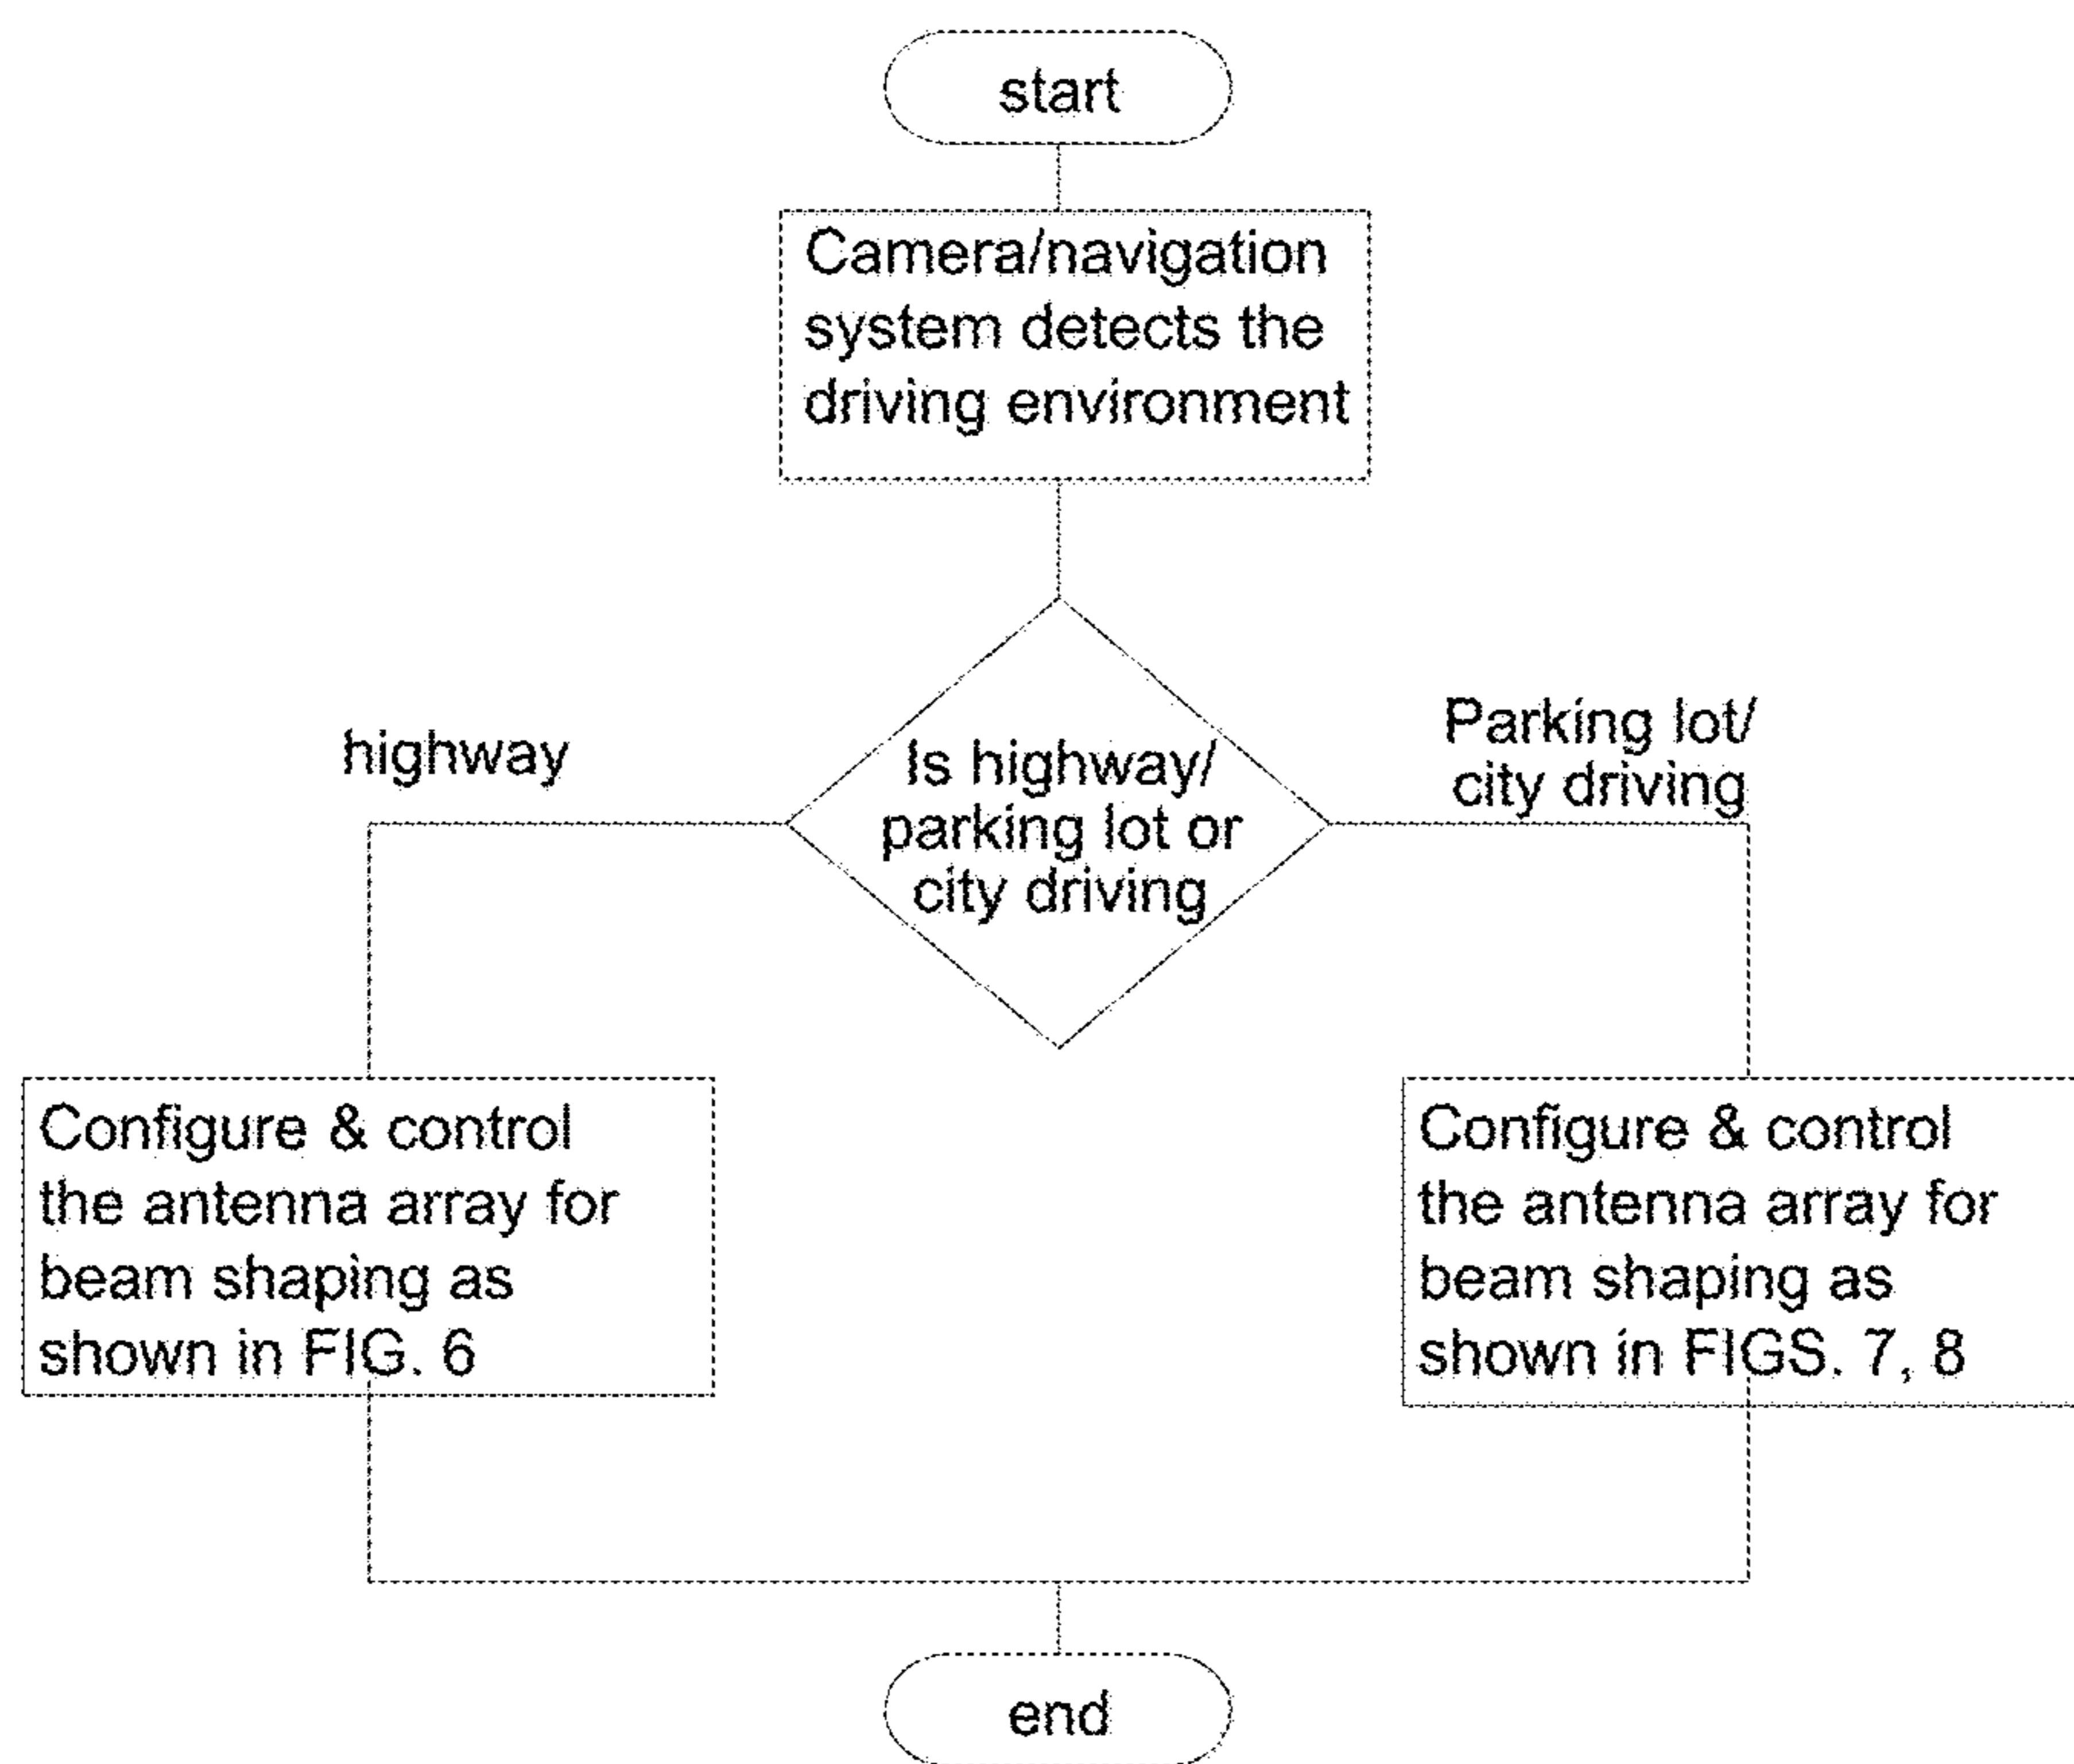 start
Camera/navigation
system detects the
driving environment
highway
Parking lot/
city driving
Is highway/
parking lot or
city driving
Configure & control
the antenna array for
beam shaping as
shown in FIG. 6
Configure & control
the antenna array for
beam shaping as
shown in FIGS. 7, 8
end